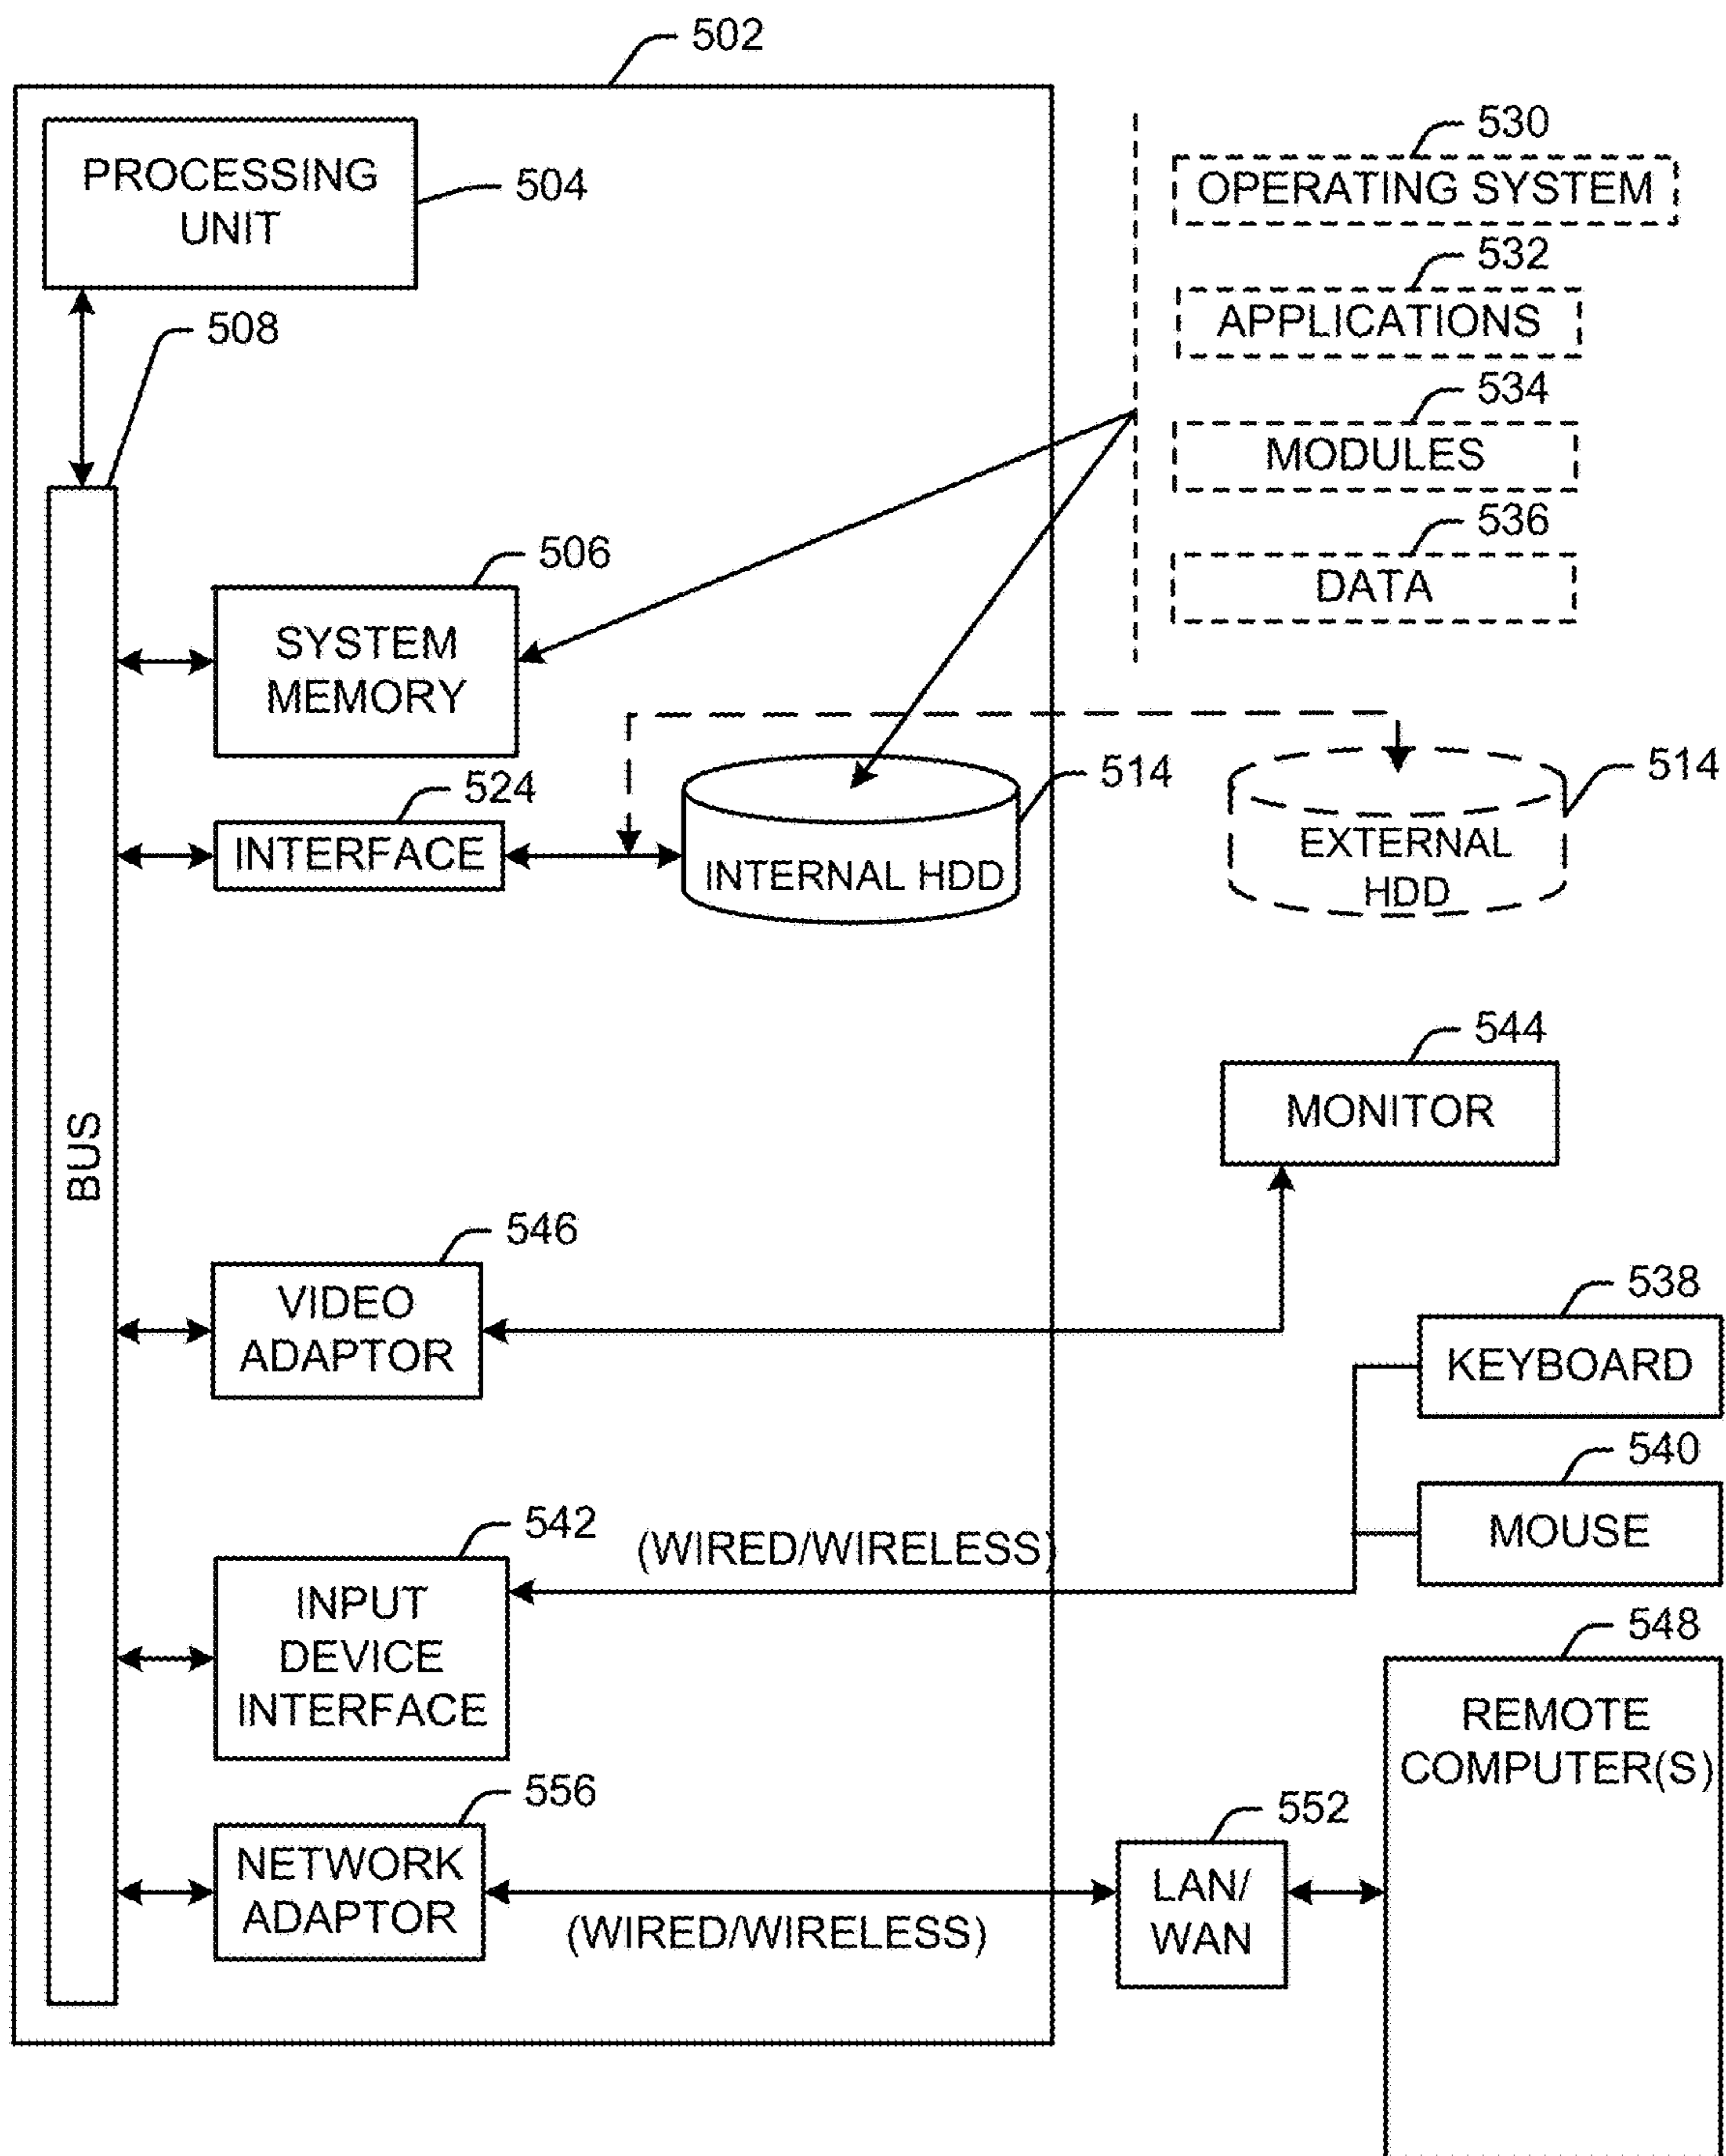 502
PROCESSING
UNIT
504
508
530
OPERATING SYSTEM
532
APPLICATIONS
534
MODULES
536
DATA
506
SYSTEM
MEMORY
524
INTERFACE
514
INTERNAL HDD
514
EXTERNAL
HDD
BUS
544
MONITOR
546
VIDEO
ADAPTOR
538
KEYBOARD
540
MOUSE
542
(WIRED/WIRELESS)
INPUT
DEVICE
INTERFACE
548
REMOTE
COMPUTER(S)
556
NETWORK
ADAPTOR
(WIRED/WIRELESS)
552
LAN/
WAN